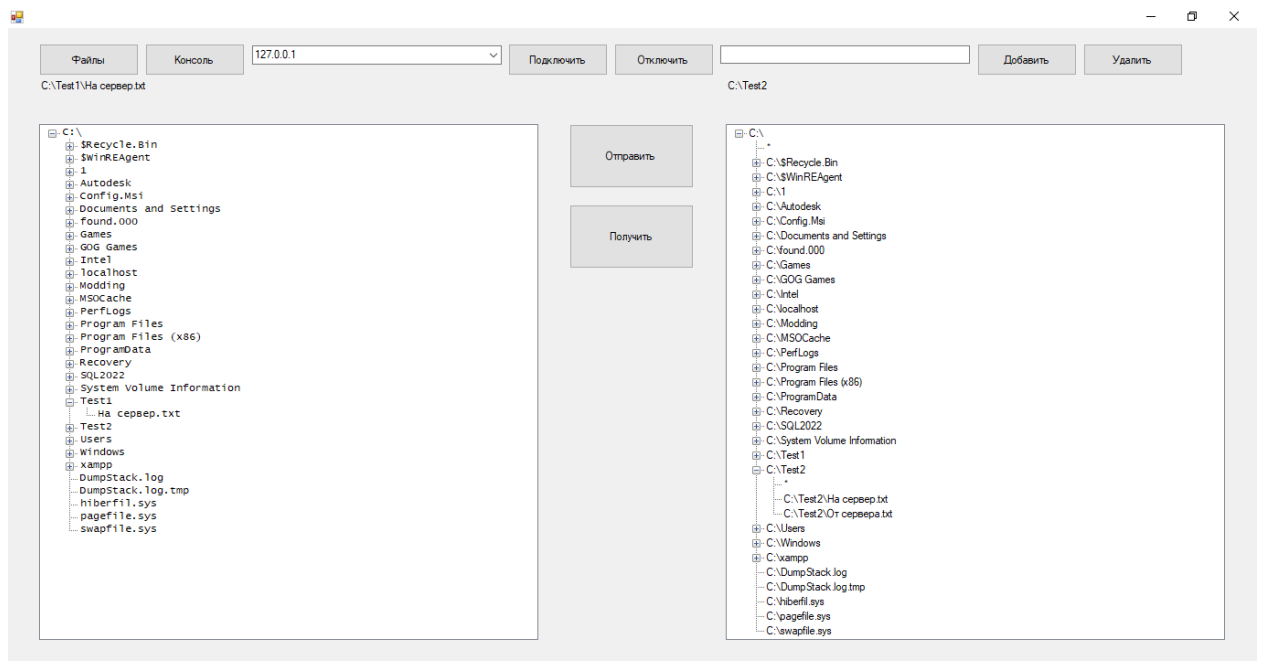 Файлы
Консоль
127.0.0.1
Подключить
Отключить
Добавить
Удалить
C:\Test1\На сервер.txt
C:\Test2
C:\
$Recycle.Bin
$WinREAgent
1
Autodesk
Config.Msi
Documents and Settings
found.000
Games
GOG Games
Intel
localhost
Modding
MSOCache
PerfLogs
Program Files
Program Files (x86)
ProgramData
Recovery
SQL2022
System Volume Information
Test1
На сервер.txt
Test2
Users
Windows
xampp
DumpStack.log
DumpStack.log.tmp
hiberfil.sys
pagefile.sys
swapfile.sys
Отправить
Получить
C:\
*
C:\$Recycle.Bin
C:\$WinREAgent
C:\1
C:\Autodesk
C:\Config.Msi
C:\Documents and Settings
C:\found.000
C:\Games
C:\GOG Games
C:\Intel
C:\localhost
C:\Modding
C:\MSOCache
C:\PerfLogs
C:\Program Files
C:\Program Files (x86)
C:\ProgramData
C:\Recovery
C:\SQL2022
C:\System Volume Information
C:\Test1
C:\Test2
*
C:\Test2\На сервер.txt
C:\Test2\От сервера.txt
C:\Users
C:\Windows
C:\xampp
C:\DumpStack.log
C:\DumpStack.log.tmp
C:\hiberfil.sys
C:\pagefile.sys
C:\swapfile.sys